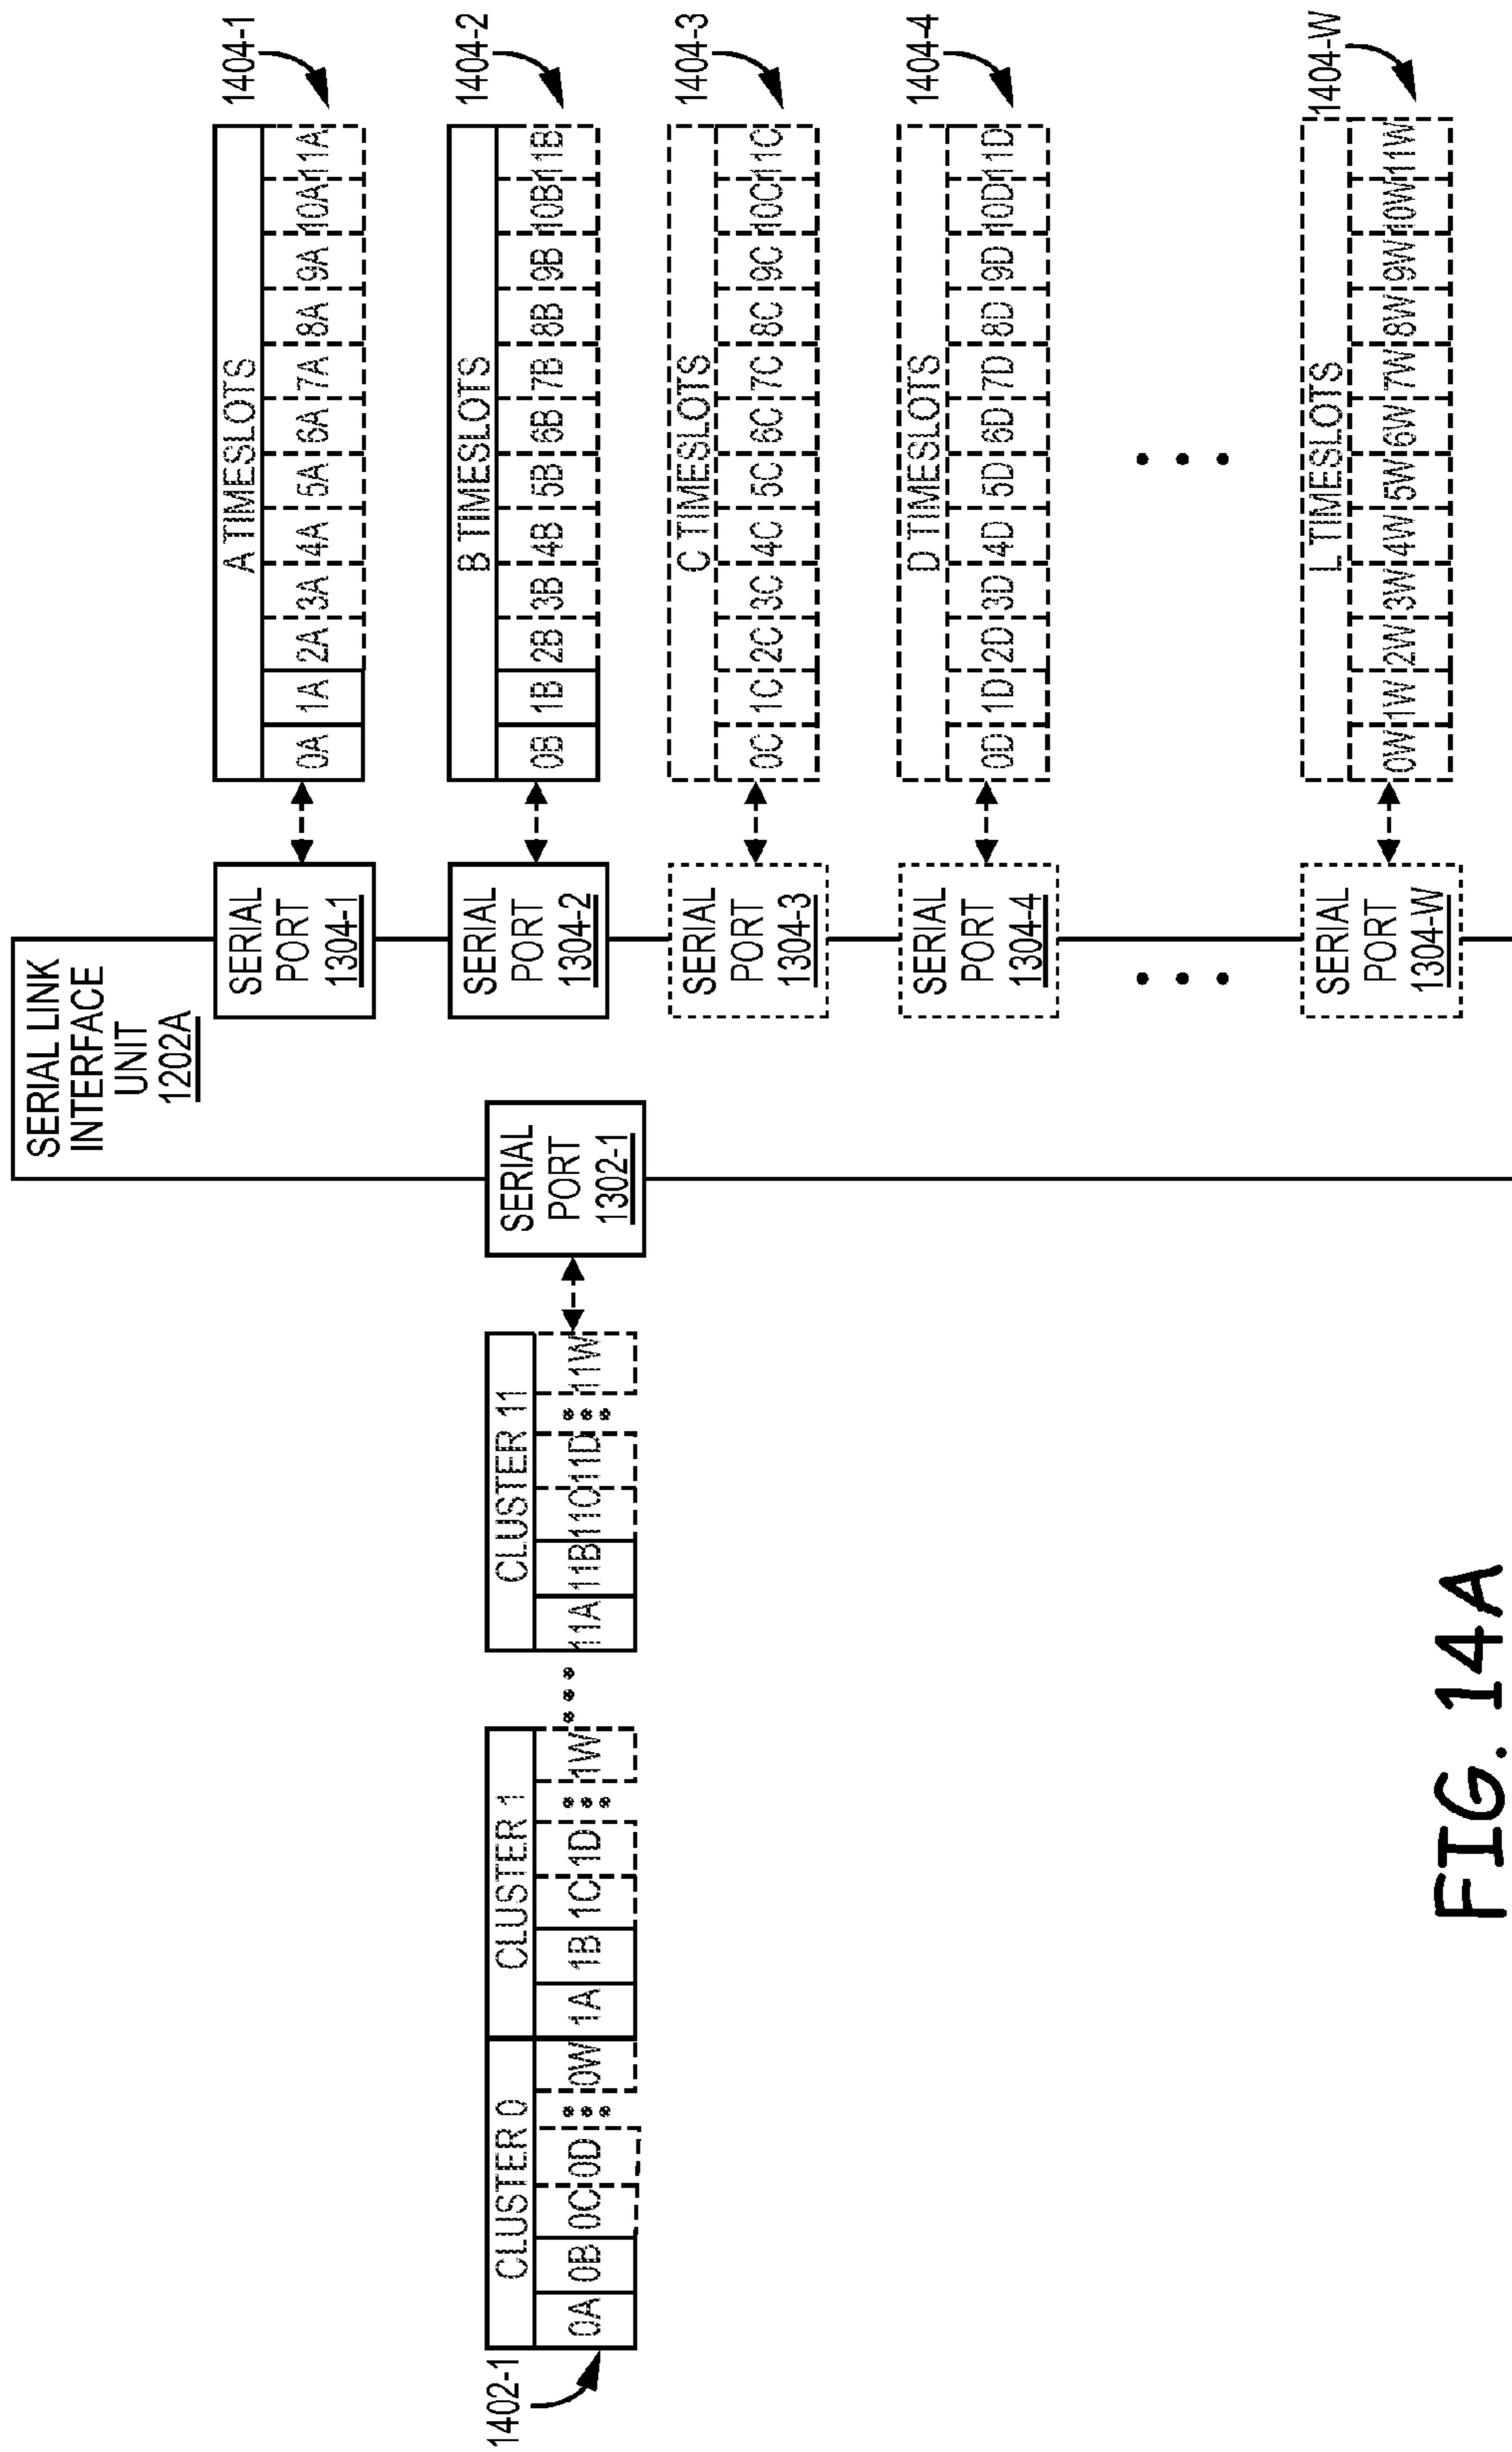 SERIAL LINK
INTERFACE
UNIT
1202A
1402-1
CLUSTER 0
0A 0B 0C 0D 0W
CLUSTER 1
1A 1B 1C 1D 1W
CLUSTER 11
11A 11B 11C 11D 11W
SERIAL
PORT
1302-1
SERIAL
PORT
1304-1
A TIMESLOTS
0A 1A 2A 3A 4A 5A 6A 7A 8A 9A 10A 11A
1404-1
SERIAL
PORT
1304-2
B TIMESLOTS
0B 1B 2B 3B 4B 5B 6B 7B 8B 9B 10B 11B
1404-2
SERIAL
PORT
1304-3
C TIMESLOTS
0C 1C 2C 3C 4C 5C 6C 7C 8C 9C 10C 11C
1404-3
SERIAL
PORT
1304-4
D TIMESLOTS
0D 1D 2D 3D 4D 5D 6D 7D 8D 9D 10D 11D
1404-4
SERIAL
PORT
1304-W
L TIMESLOTS
0W 1W 2W 3W 4W 5W 6W 7W 8W 9W 10W 11W
1404-W
FIG. 14A